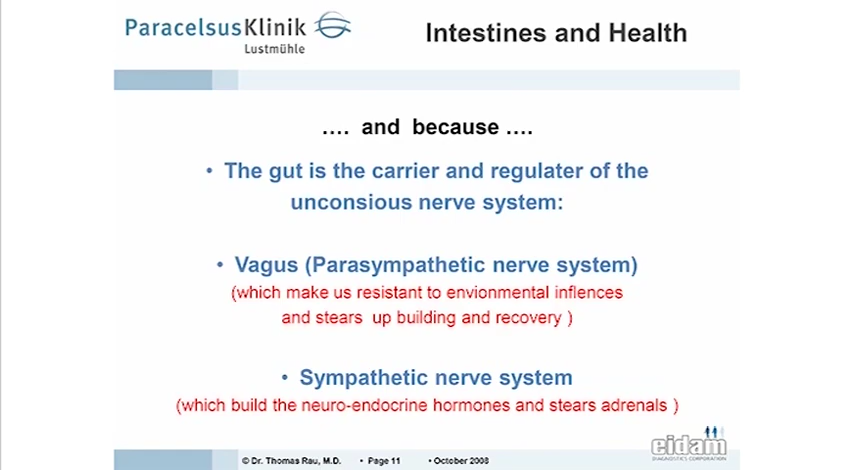 ParacelsusKlinik
Lustmühle
Intestines and Health
.... and because ....
• The gut is the carrier and regulater of the
unconsious nerve system:
• Vagus (Parasympathetic nerve system)
(which make us resistant to envionmental inflences
and stears up building and recovery )
• Sympathetic nerve system
(which build the neuro-endocrine hormones and stears adrenals )
eidam
DIAGNOSTICS CORPORATION
© Dr. Thomas Rau, M.D. • Page 11 • October 2008